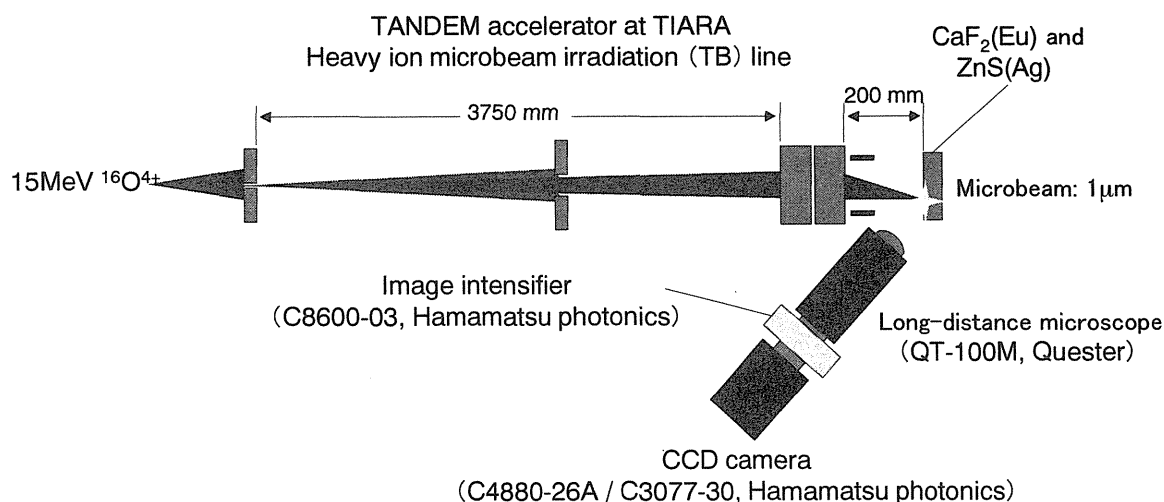 TANDEM accelerator at TIARA
Heavy ion microbeam irradiation (TB) line
CaF₂(Eu) and
ZnS(Ag)
3750 mm
200 mm
15MeV ¹⁶O⁴⁺
Microbeam: 1μm
Image intensifier
(C8600-03, Hamamatsu photonics)
Long-distance microscope
(QT-100M, Quester)
CCD camera
(C4880-26A / C3077-30, Hamamatsu photonics)